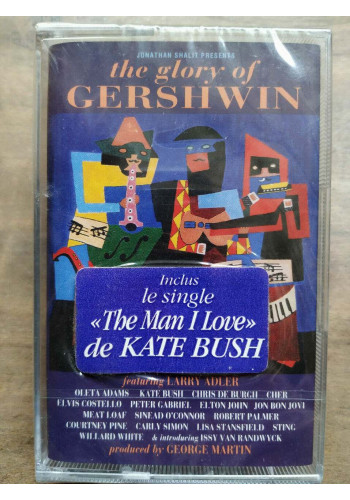 JONATHAN SHALIT PRESENTS
the glory of
GERSHWIN
Inclus
le single
«The Man I Love»
de KATE BUSH
featuring LARRY ADLER
OLETA ADAMS KATE BUSH CHRIS DE BURGH CHER
ELVIS COSTELLO PETER GABRIEL ELTON JOHN JON BON JOVI
MEAT LOAF SINEAD O'CONNOR ROBERT PALMER
COURTNEY PINE CARLY SIMON LISA STANSFIELD STING
WILLARD WHITE & introducing ISSY VAN RANDWYCK
produced by GEORGE MARTIN